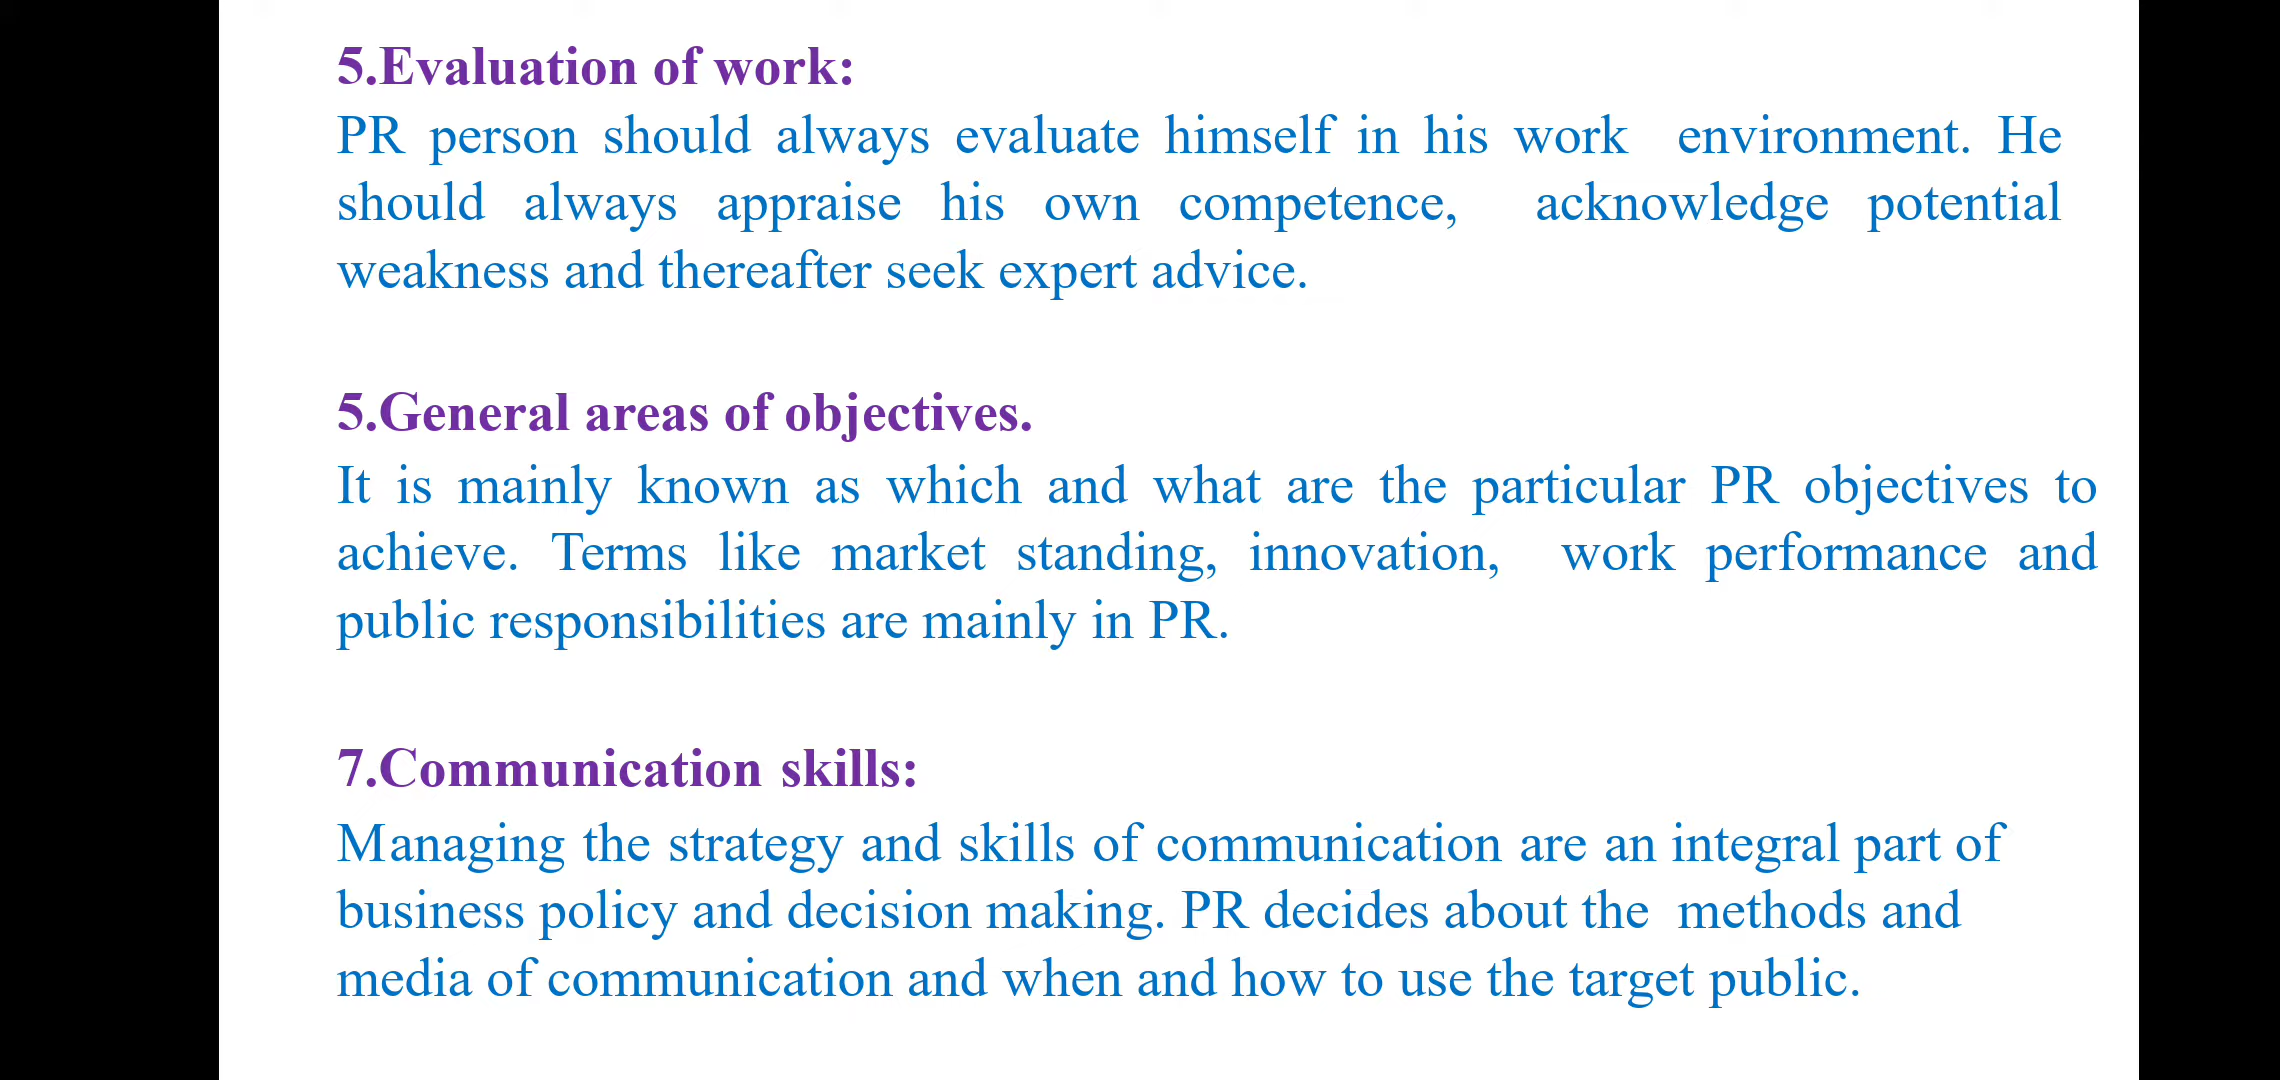 5.Evaluation of work:
PR person should always evaluate himself in his work environment. He
should always appraise his own competence, acknowledge potential
weakness and thereafter seek expert advice.
5.General areas of objectives.
It is mainly known as which and what are the particular PR objectives to
achieve. Terms like market standing, innovation, work performance and
public responsibilities are mainly in PR.
7.Communication skills:
Managing the strategy and skills of communication are an integral part of
business policy and decision making. PR decides about the methods and
media of communication and when and how to use the target public.